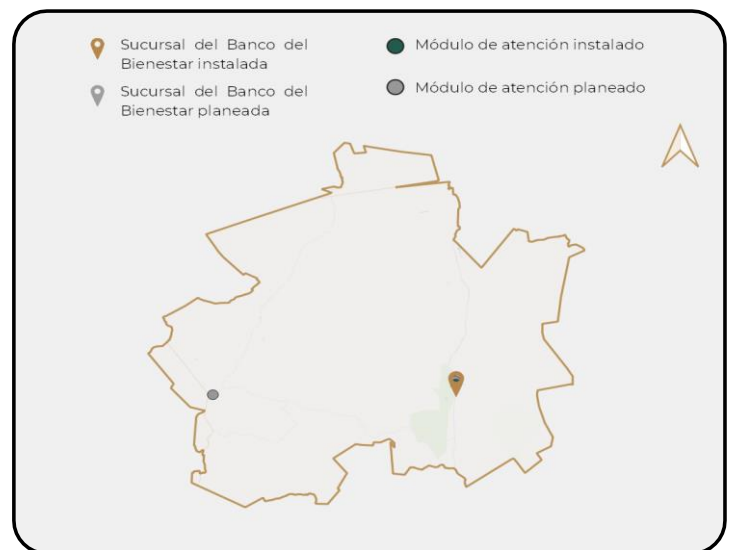 Sucursal del Banco del
Bienestar instalada
Sucursal del Banco del
Bienestar planeada
Módulo de atención instalado
Módulo de atención planeado